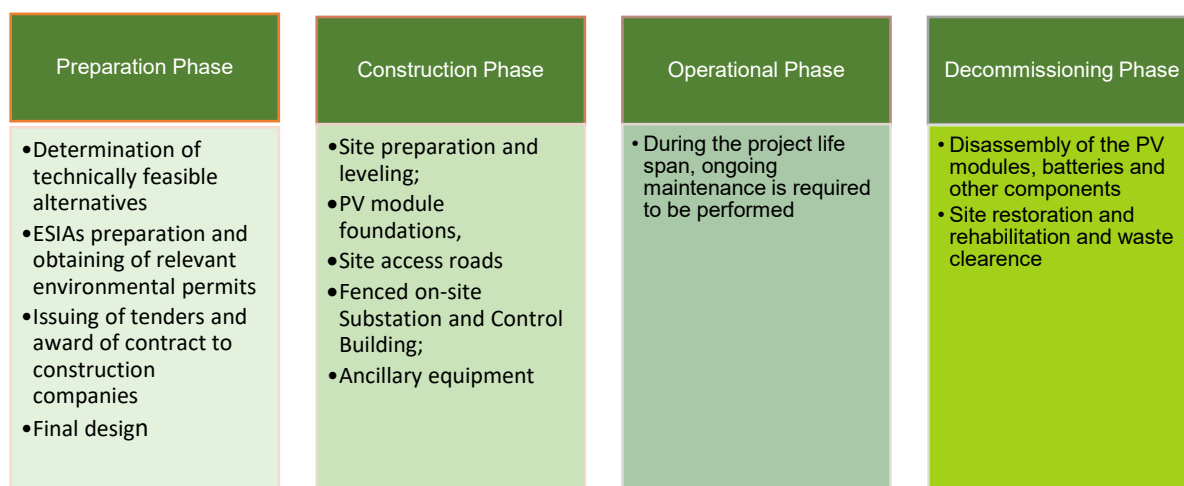 Preparation Phase
•Determination of
technically feasible
alternatives
•ESIAs preparation and
obtaining of relevant
environmental permits
•Issuing of tenders and
award of contract to
construction
companies
•Final design
Construction Phase
•Site preparation and
leveling;
•PV module
foundations,
•Site access roads
•Fenced on-site
Substation and Control
Building;
•Ancillary equipment
Operational Phase
• During the project life
span, ongoing
maintenance is required
to be performed
Decommissioning Phase
• Disassembly of the PV
modules, batteries and
other components
• Site restoration and
rehabilitation and waste
clearence